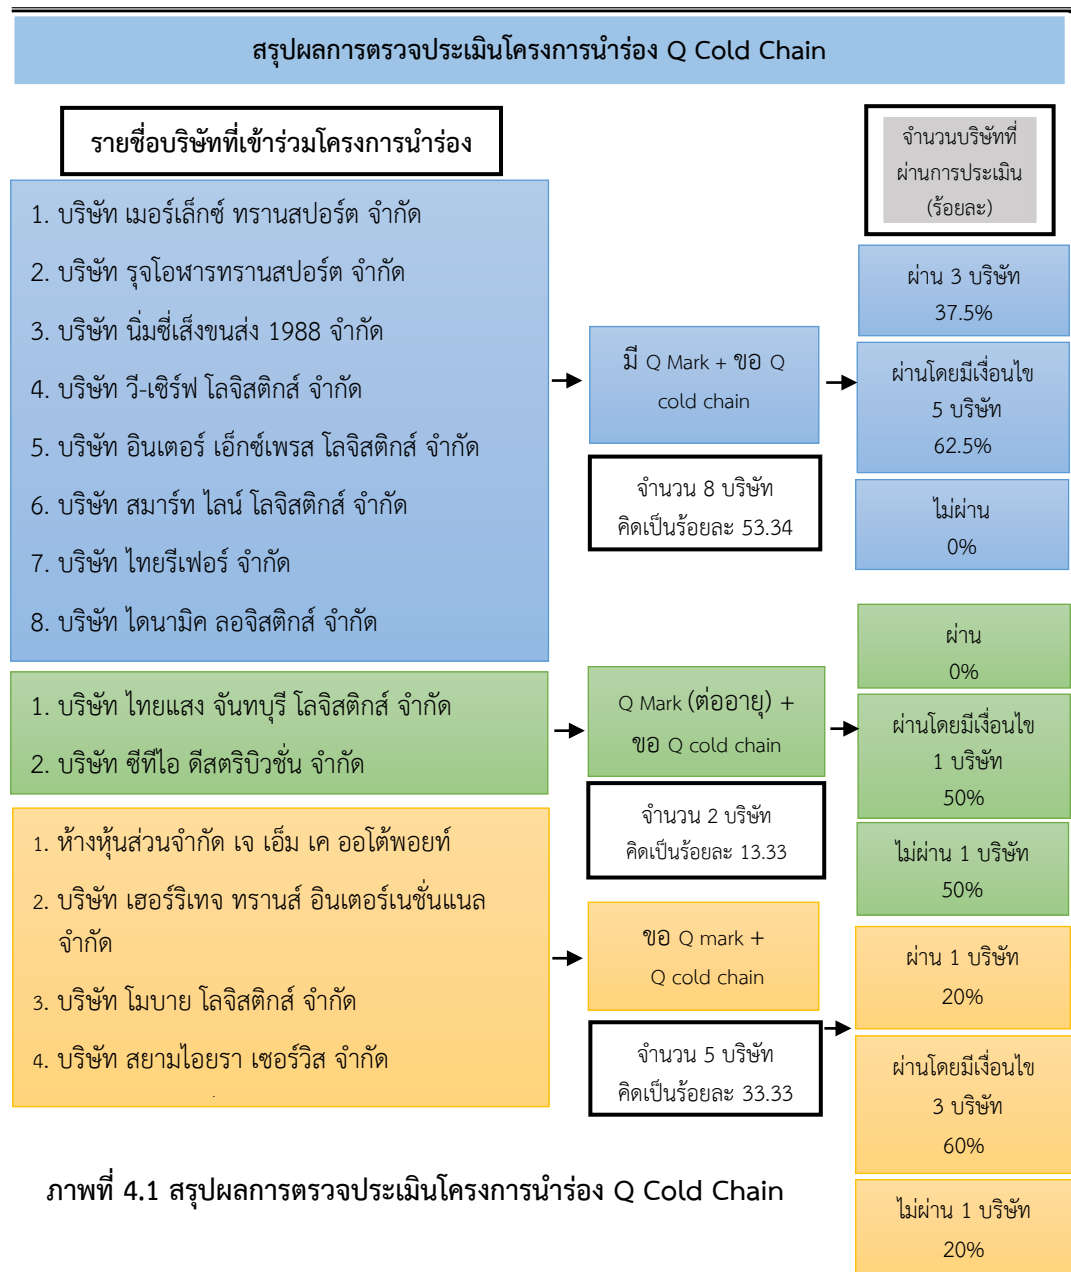 สรุปผลการตรวจประเมินโครงการนำร่อง Q Cold Chain
รายชื่อบริษัทที่เข้าร่วมโครงการนำร่อง
จำนวนบริษัทที่
ผ่านการประเมิน
(ร้อยละ)
1. บริษัท เมอร์เล็กซ์ ทรานสปอร์ต จำกัด
2. บริษัท รุจโอฬารทรานสปอร์ต จำกัด
3. บริษัท นิ่มซี่เส็งขนส่ง 1988 จำกัด
4. บริษัท วี-เซิร์ฟ โลจิสติกส์ จำกัด
5. บริษัท อินเตอร์ เอ็กซ์เพรส โลจิสติกส์ จำกัด
6. บริษัท สมาร์ท ไลน์ โลจิสติกส์ จำกัด
7. บริษัท ไทยรีเฟอร์ จำกัด
8. บริษัท ไดนามิค ลอจิสติกส์ จำกัด
มี Q Mark + ขอ Q
cold chain
จำนวน 8 บริษัท
คิดเป็นร้อยละ 53.34
ผ่าน 3 บริษัท
37.5%
ผ่านโดยมีเงื่อนไข
5 บริษัท
62.5%
ไม่ผ่าน
0%
1. บริษัท ไทยแสง จันทบุรี โลจิสติกส์ จำกัด
2. บริษัท ซีทีไอ ดีสตริบิวชั่น จำกัด
Q Mark (ต่ออายุ) +
ขอ Q cold chain
จำนวน 2 บริษัท
คิดเป็นร้อยละ 13.33
ผ่าน
0%
ผ่านโดยมีเงื่อนไข
1 บริษัท
50%
ไม่ผ่าน 1 บริษัท
50%
1. ห้างหุ้นส่วนจำกัด เจ เอ็ม เค ออโต้พอยท์
2. บริษัท เฮอร์ริเทจ ทรานส์ อินเตอร์เนชั่นแนล
จำกัด
3. บริษัท โมบาย โลจิสติกส์ จำกัด
4. บริษัท สยามไอยรา เซอร์วิส จำกัด
ขอ Q mark +
Q cold chain
จำนวน 5 บริษัท
คิดเป็นร้อยละ 33.33
ผ่าน 1 บริษัท
20%
ผ่านโดยมีเงื่อนไข
3 บริษัท
60%
ไม่ผ่าน 1 บริษัท
20%
ภาพที่ 4.1 สรุปผลการตรวจประเมินโครงการนำร่อง Q Cold Chain